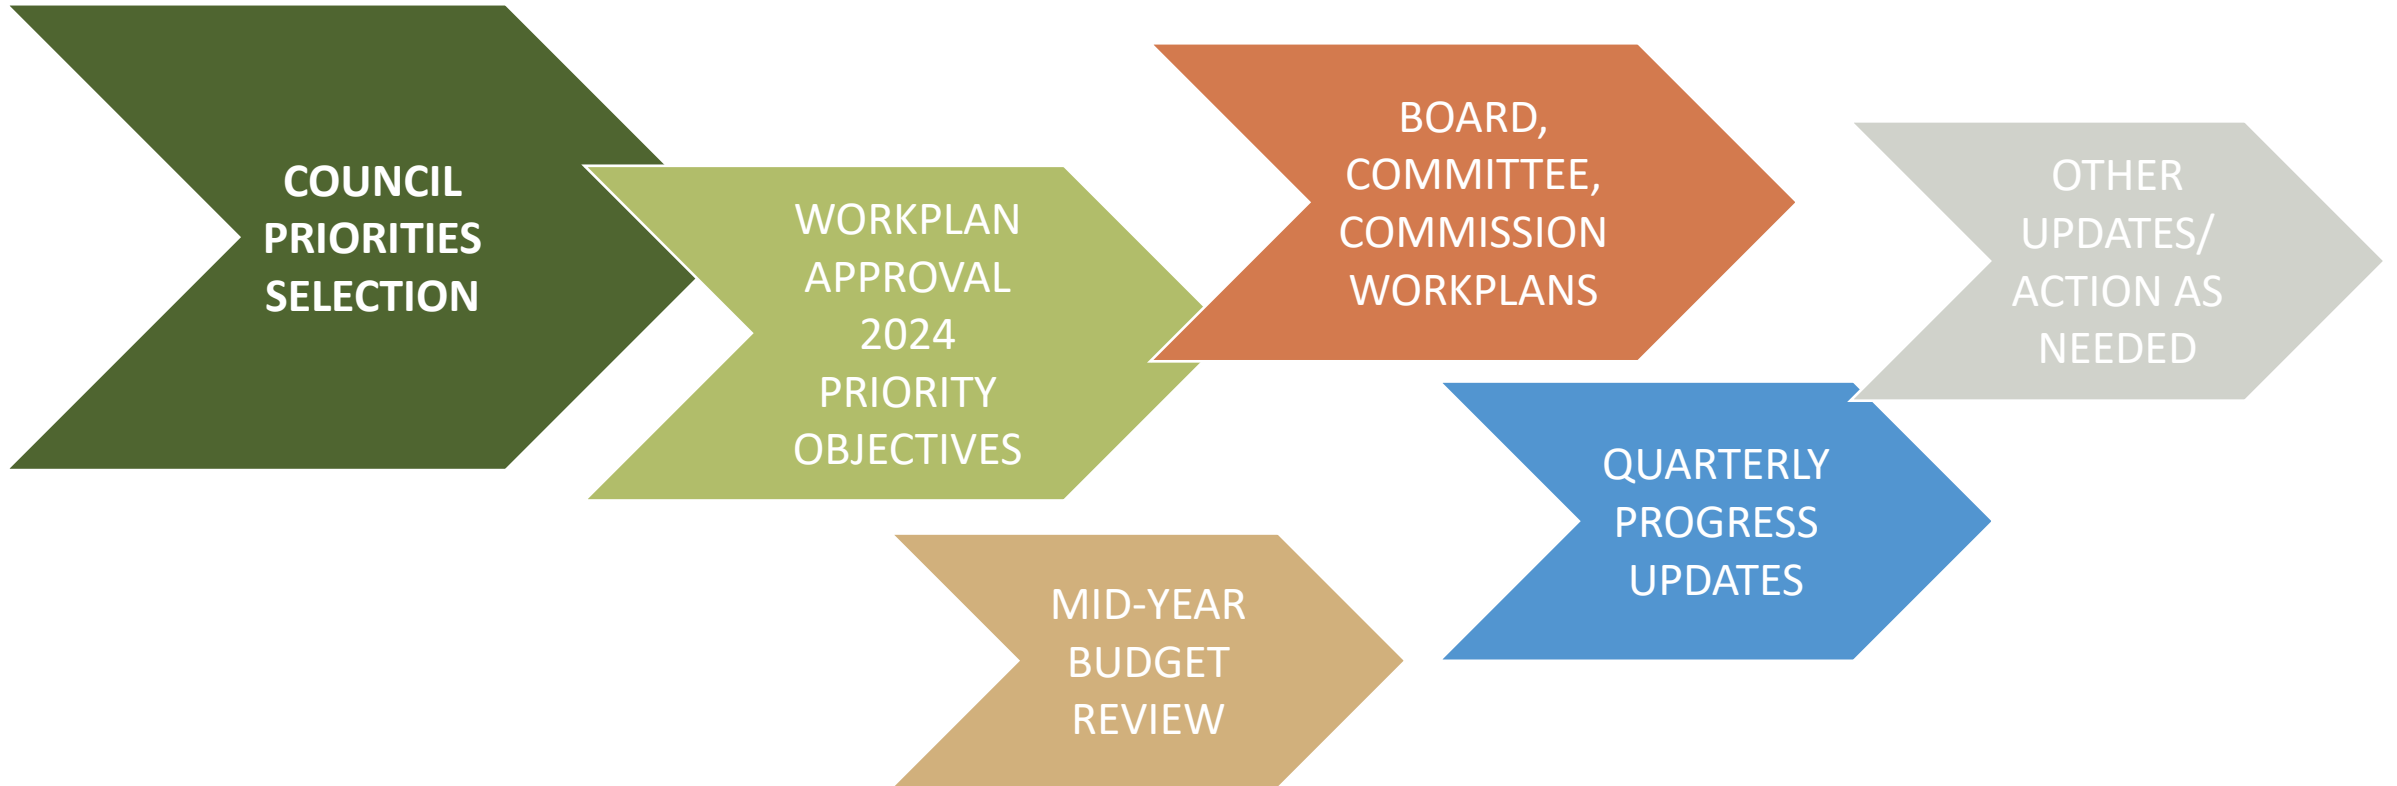 COUNCIL
PRIORITIES
SELECTION
WORKPLAN
APPROVAL
2024
PRIORITY
OBJECTIVES
MID-YEAR
BUDGET
REVIEW
BOARD,
COMMITTEE,
COMMISSION
WORKPLANS
QUARTERLY
PROGRESS
UPDATES
OTHER
UPDATES/
ACTION AS
NEEDED